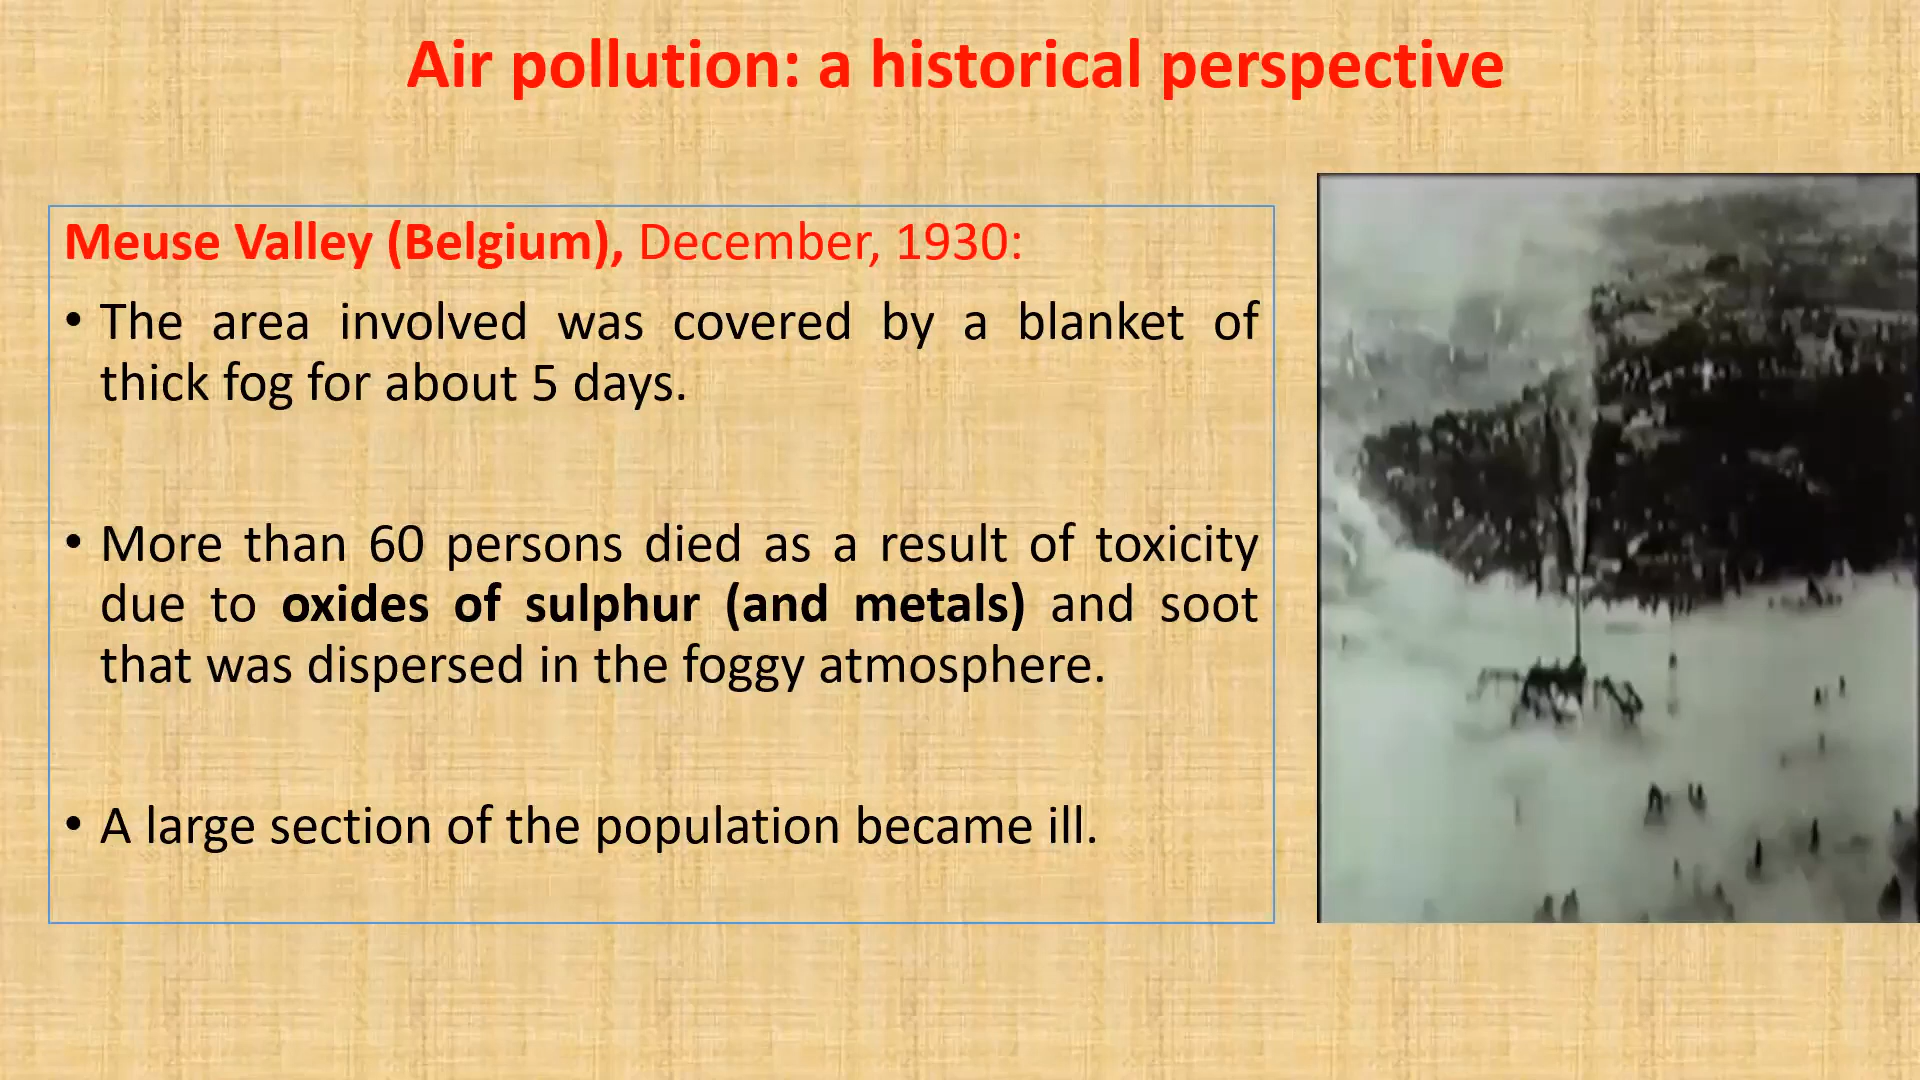 Air pollution: a historical perspective
Meuse Valley (Belgium), December, 1930:
• The area involved was covered by a blanket of
thick fog for about 5 days.
• More than 60 persons died as a result of toxicity
due to oxides of sulphur (and metals) and soot
that was dispersed in the foggy atmosphere.
• A large section of the population became ill.